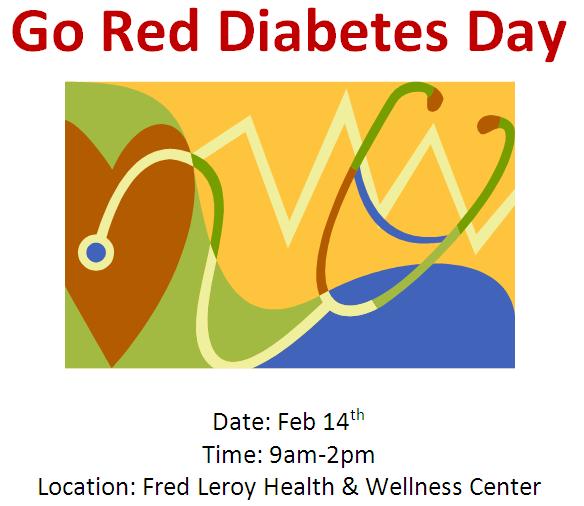 Go Red Diabetes Day
Date: Feb 14th
Time: 9am-2pm
Location: Fred Leroy Health & Wellness Center